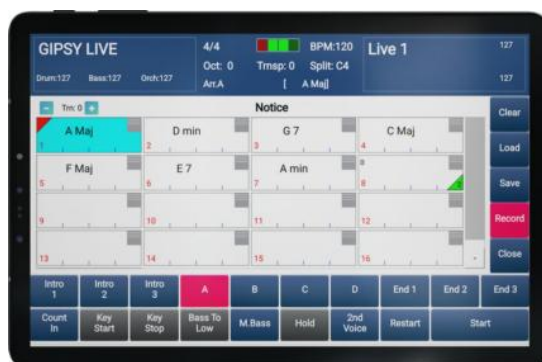 GIPSY LIVE
4/4
BPM:120
Live 1
127
Oct: 0
Trnsp: 0
Split: C4
Drum:127
Bass:127
Orch:127
Arr.A
[ A Maj]
127
- Trn: 0 +
Notice
Clear
A Maj
D min
G 7
C Maj
1
2
3
4
Load
F Maj
E 7
A min
5
6
7
8
Save
9
10
11
12
Record
13
14
15
16
Close
Intro 1
Intro 2
Intro 3
A
B
C
D
End 1
End 2
End 3
Count In
Key Start
Key Stop
Bass To Low
M.Bass
Hold
2nd Voice
Restart
Start